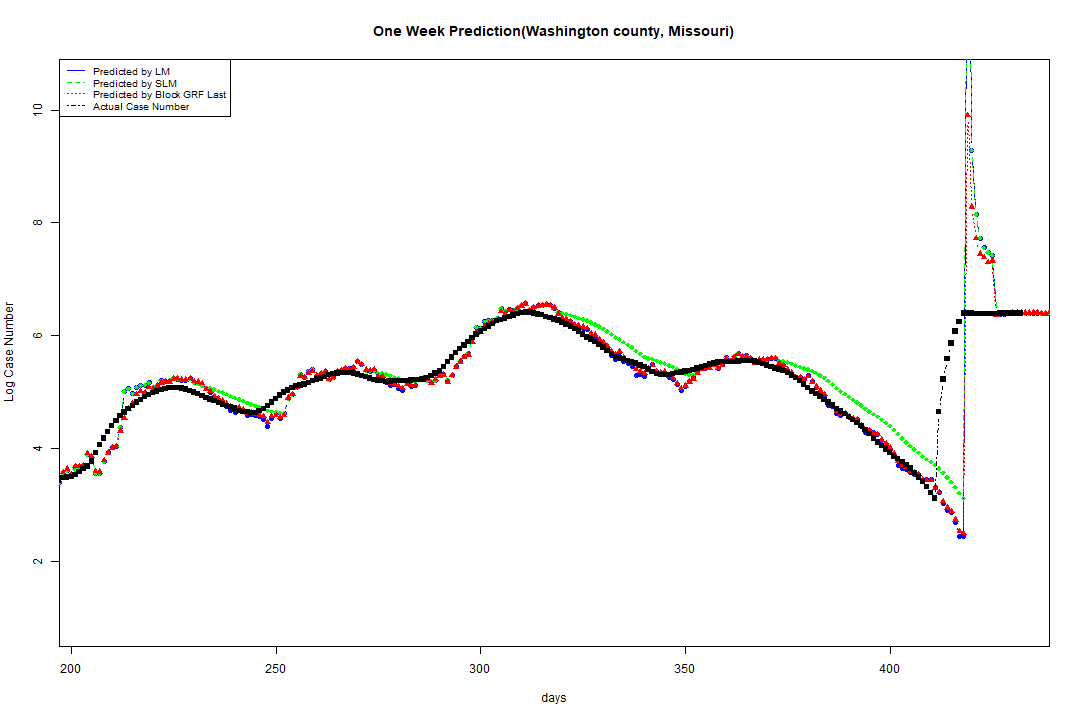 One Week Prediction(Washington county, Missouri)
Predicted by LM
Predicted by SLM
Predicted by Block GRF Last
Actual Case Number
Log Case Number
10
8
6
4
2
200 250 300 350 400
days